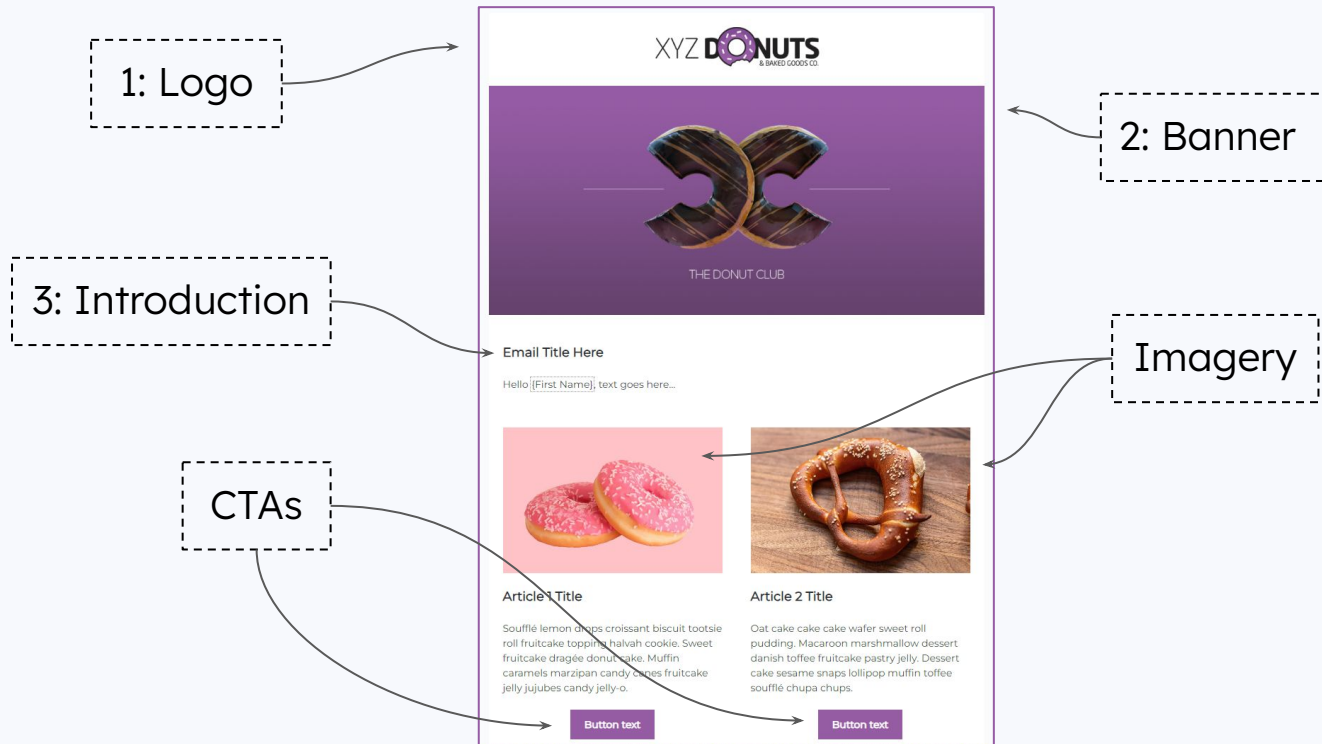 XYZ DONUTS
& BAKED GOODS CO.
1: Logo
2: Banner
THE DONUT CLUB
3: Introduction
Email Title Here
Hello {First Name}, text goes here...
Imagery
CTAs
Article 1 Title
Soufflé lemon drops croissant biscuit tootsie
roll fruitcake topping halvah cookie. Sweet
fruitcake dragée donut cake. Muffin
caramels marzipan candy canes fruitcake
jelly jujubes candy jelly-o.
Button text
Article 2 Title
Oat cake cake cake wafer sweet roll
pudding. Macaroon marshmallow dessert
danish toffee fruitcake pastry jelly. Dessert
cake sesame snaps lollipop muffin toffee
soufflé chupa chups.
Button text